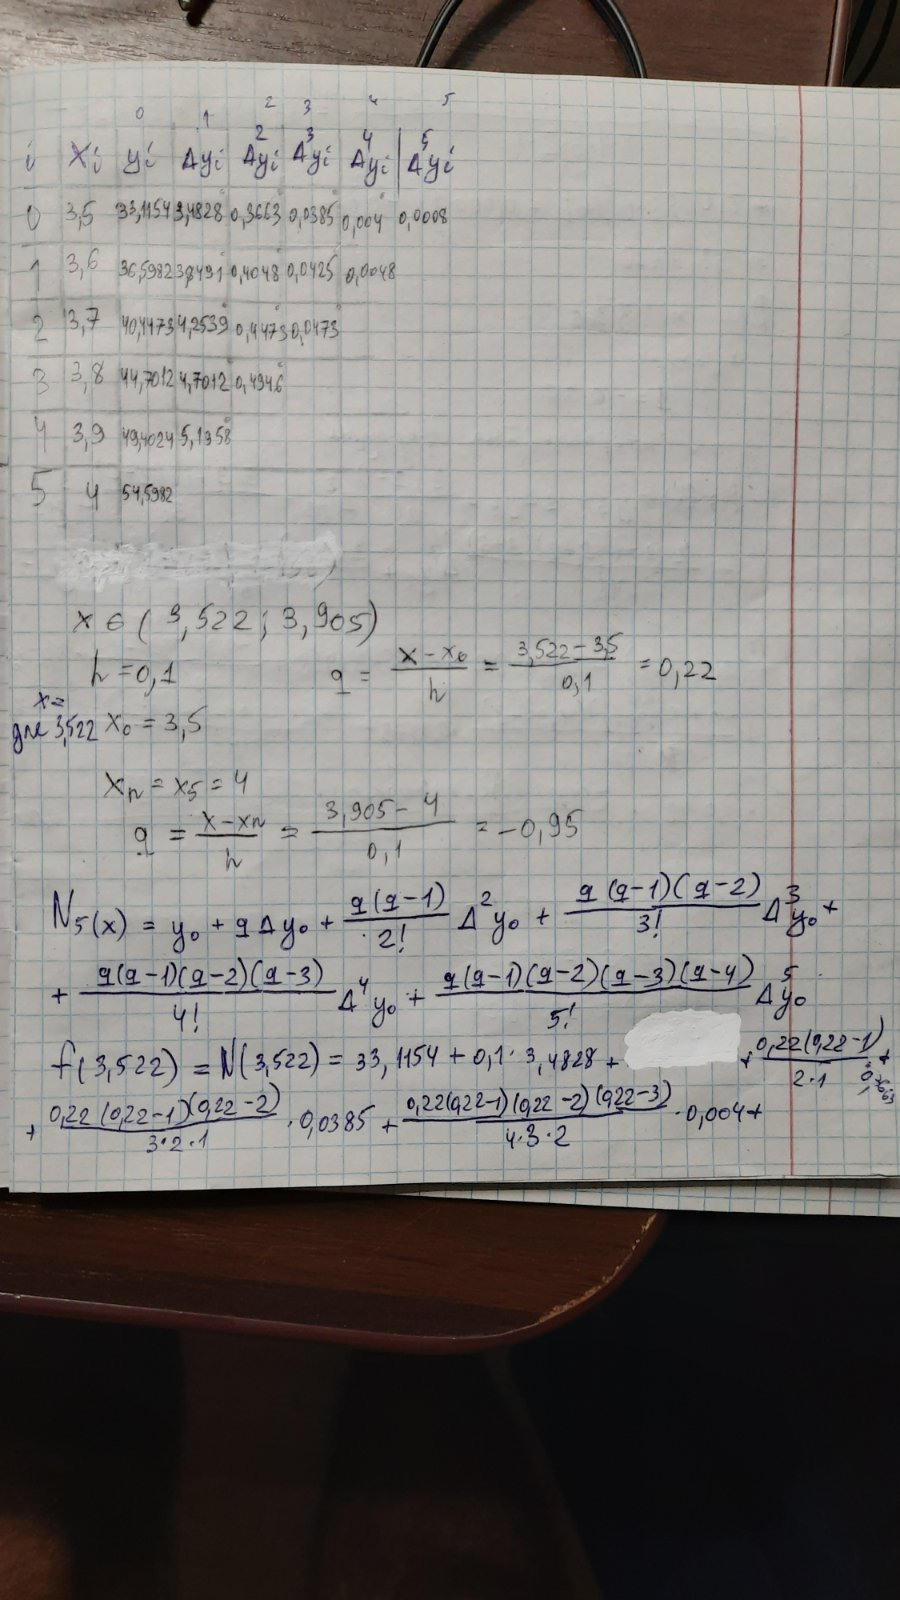 0 1 2 3 4 5
i xᵢ yᵢ Δyᵢ Δ²yᵢ Δ³yᵢ Δ⁴yᵢ Δ⁵yᵢ
0 3,5 33,1154 3,4828 0,3663 0,0385 0,004 0,0008
1 3,6 36,5982 3,8491 0,4048 0,0425 0,0048
2 3,7 40,4473 4,2539 0,4473 0,0473
3 3,8 44,7012 4,7012 0,4946
4 3,9 49,4024 5,1958
5 4 54,5982
x ∈ (3,522; 3,905)
h = 0,1 q = (x – x₀)/h = (3,522 – 3,5)/0,1 = 0,22
для x = 3,522 x₀ = 3,5
xₙ = x₅ = 4
q = (x – xₙ)/h = (3,905 – 4)/0,1 = –0,95
N₅(x) = y₀ + qΔy₀ + q(q–1)/2! Δ²y₀ + q(q–1)(q–2)/3! Δ³y₀ +
+ q(q–1)(q–2)(q–3)/4! Δ⁴y₀ + q(q–1)(q–2)(q–3)(q–4)/5! Δ⁵y₀
f(3,522) = N(3,522) = 33,1154 + 0,1 · 3,4828 + + 0,22(0,22–1)/2·1 +
+ 0,22(0,22–1)(0,22–2)/3·2·1 · 0,0385 + 0,22(0,22–1)(0,22–2)(0,22–3)/4·3·2 · 0,004 +